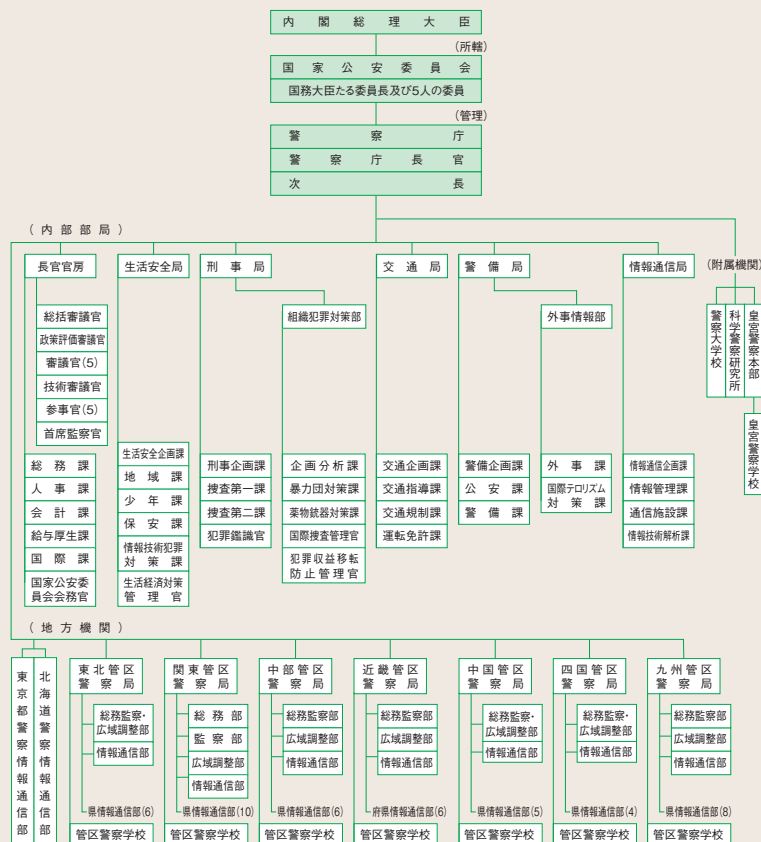 内閣総理大臣
(所轄)
国家公安委員会
国務大臣たる委員長及び5人の委員
(管理)
警察庁
警察庁長官
次長
(内部部局)
長官官房
総括審議官
政策評価審議官
審議官(5)
技術審議官
参事官(5)
首席監察官
総務課
人事課
会計課
給与厚生課
国際課
国家公安委
員会会務官
生活安全局
生活安全企画課
地域課
少年課
保安課
情報技術犯罪
対策課
生活経済対策
管理官
刑事局
刑事企画課
捜査第一課
捜査第二課
犯罪鑑識官
組織犯罪対策部
企画分析課
暴力団対策課
薬物銃器対策課
国際捜査管理官
犯罪収益移転
防止管理官
交通局
交通企画課
交通指導課
交通規制課
運転免許課
警備局
警備企画課
公安課
警備課
外事情報部
外事課
国際テロリズム
対策課
情報通信局
情報通信企画課
情報管理課
通信施設課
情報技術解析課
(附属機関)
警察大学校
科学警察研究所
皇宮警察本部
皇宮警察学校
(地方機関)
東京都警察情報通信部
北海道警察情報通信部
東北管区
警察局
総務監察・
広域調整部
情報通信部
県情報通信部(6)
管区警察学校
関東管区
警察局
総務部
監察部
広域調整部
情報通信部
県情報通信部(10)
管区警察学校
中部管区
警察局
総務監察部
広域調整部
情報通信部
県情報通信部(6)
管区警察学校
近畿管区
警察局
総務監察部
広域調整部
情報通信部
府県情報通信部(6)
管区警察学校
中国管区
警察局
総務監察・
広域調整部
情報通信部
県情報通信部(5)
管区警察学校
四国管区
警察局
総務監察・
広域調整部
情報通信部
県情報通信部(4)
管区警察学校
九州管区
警察局
総務監察部
広域調整部
情報通信部
県情報通信部(8)
管区警察学校